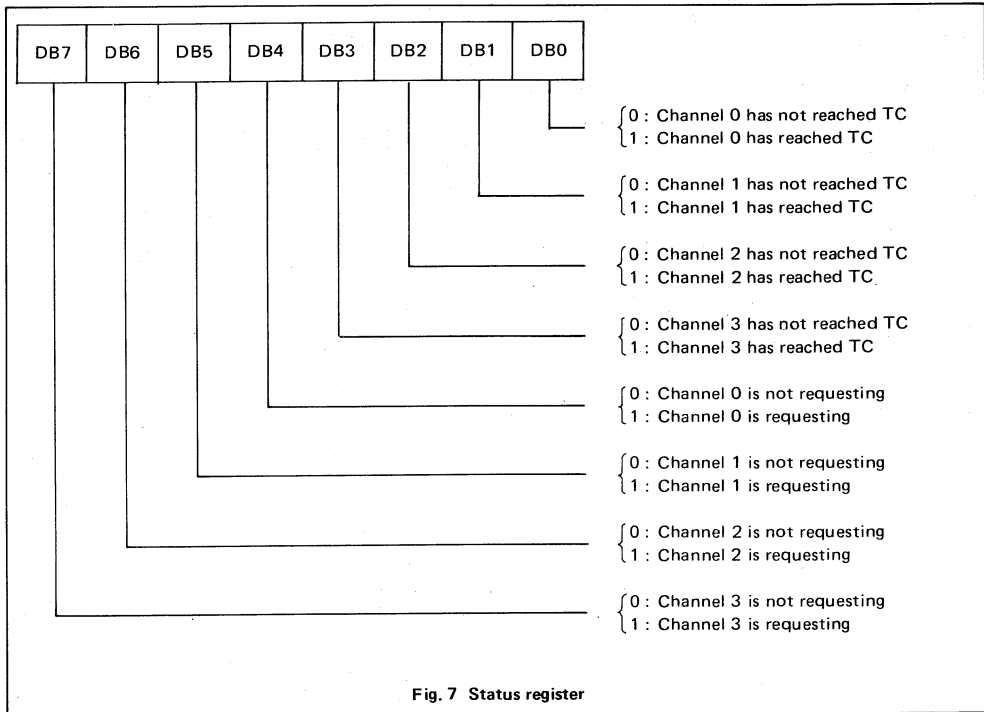 DB7 DB6 DB5 DB4 DB3 DB2 DB1 DB0
0 : Channel 0 has not reached TC
1 : Channel 0 has reached TC
0 : Channel 1 has not reached TC
1 : Channel 1 has reached TC
0 : Channel 2 has not reached TC
1 : Channel 2 has reached TC
0 : Channel 3 has not reached TC
1 : Channel 3 has reached TC
0 : Channel 0 is not requesting
1 : Channel 0 is requesting
0 : Channel 1 is not requesting
1 : Channel 1 is requesting
0 : Channel 2 is not requesting
1 : Channel 2 is requesting
0 : Channel 3 is not requesting
1 : Channel 3 is requesting
Fig. 7 Status register